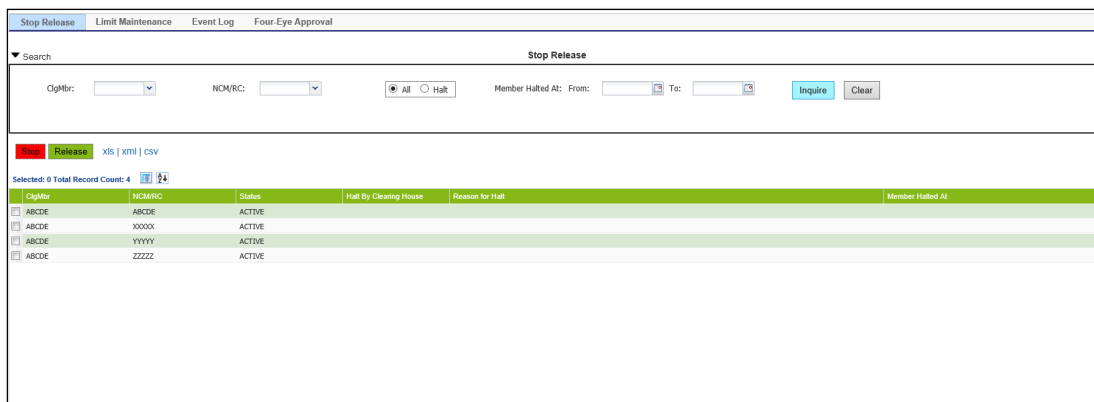 Stop Release Limit Maintenance Event Log Four-Eye Approval
Search Stop Release
ClgMbr: NCM/RC: All Halt Member Halted At: From: To: Inquire Clear
Stop Release xls | xml | csv
Selected: 0 Total Record Count: 4
ClgMbr NCM/RC Status Halt By Clearing House Reason for Halt Member Halted At
ABCDE ABCDE ACTIVE
ABCDE XXXXX ACTIVE
ABCDE YYYYY ACTIVE
ABCDE ZZZZZ ACTIVE